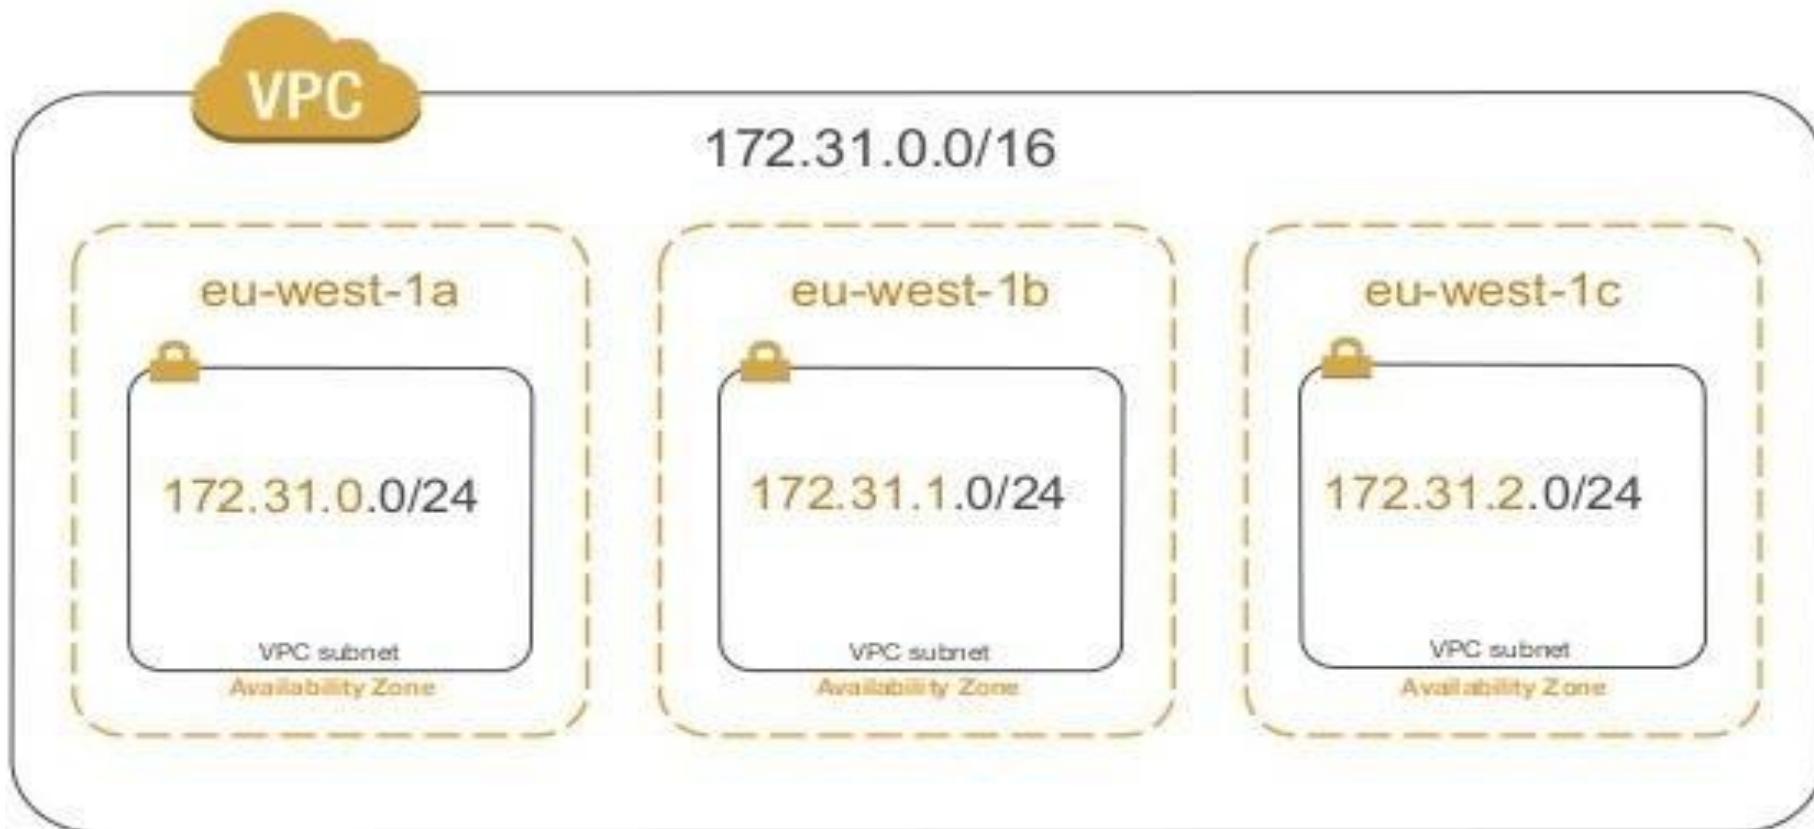 VPC
172.31.0.0/16
eu-west-1a
eu-west-1b
eu-west-1c
172.31.0.0/24
172.31.1.0/24
172.31.2.0/24
VPC subnet
VPC subnet
VPC subnet
Availability Zone
Availability Zone
Availability Zone